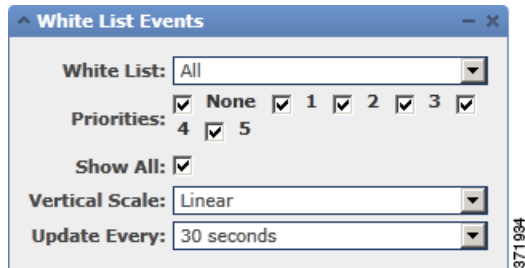 White List Events
White List: All
Priorities: None 1 2 3
4 5
Show All:
Vertical Scale: Linear
Update Every: 30 seconds
371934